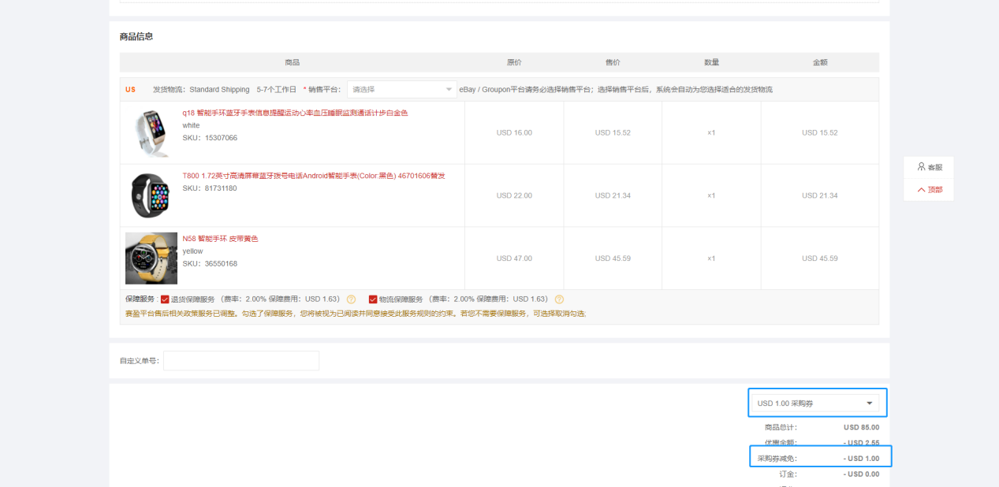 商品信息
商品 原价 售价 数量 金额
US 发货物流：Standard Shipping 5-7个工作日 * 销售平台： 请选择 eBay / Groupon平台请务必选择销售平台；选择销售平台后，系统会自动为您选择适合的发货物流
q18 智能手环蓝牙手表信息提醒运动心率血压睡眠监测通话计步白金色
white
SKU：15307066
USD 16.00 USD 15.52 x1 USD 15.52
T800 1.72英寸高清屏幕蓝牙拨号电话Android智能手表(Color:黑色) 46701606替发
SKU：81731180
USD 22.00 USD 21.34 x1 USD 21.34
N58 智能手环 皮带黄色
yellow
SKU：36550168
USD 47.00 USD 45.59 x1 USD 45.59
保障服务 : 退货保障服务 （费率：2.00% 保障费用：USD 1.63） ? 物流保障服务 （费率：2.00% 保障费用：USD 1.63） ?
赛盈平台售后相关政策服务已调整。勾选了保障服务，您将被视为已阅读并同意接受此服务规则的约束。若您不需要保障服务，可选择取消勾选;
客服
顶部
自定义单号：
USD 1.00 采购券
商品总计： USD 85.00
优惠金额： - USD 2.55
采购券减免： - USD 1.00
订金： - USD 0.00